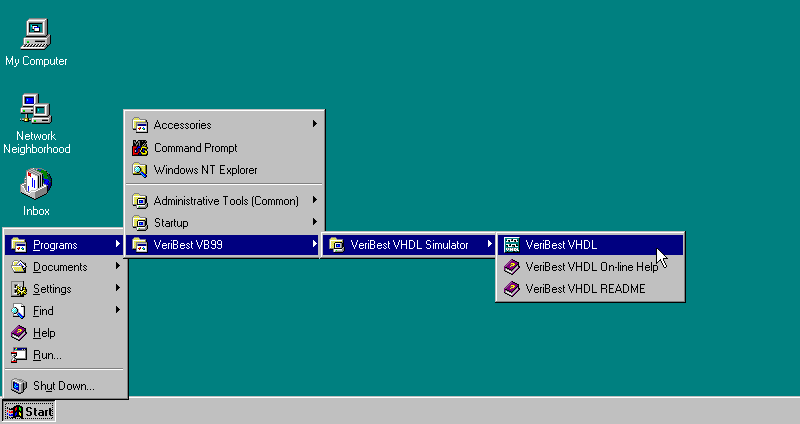 My Computer
Network
Neighborhood
Inbox
Accessories
Command Prompt
Windows NT Explorer
Administrative Tools (Common)
Startup
VeriBest VB99
VeriBest VHDL Simulator
VeriBest VHDL
VeriBest VHDL On-line Help
VeriBest VHDL README
Programs
Documents
Settings
Find
Help
Run...
Shut Down...
Start